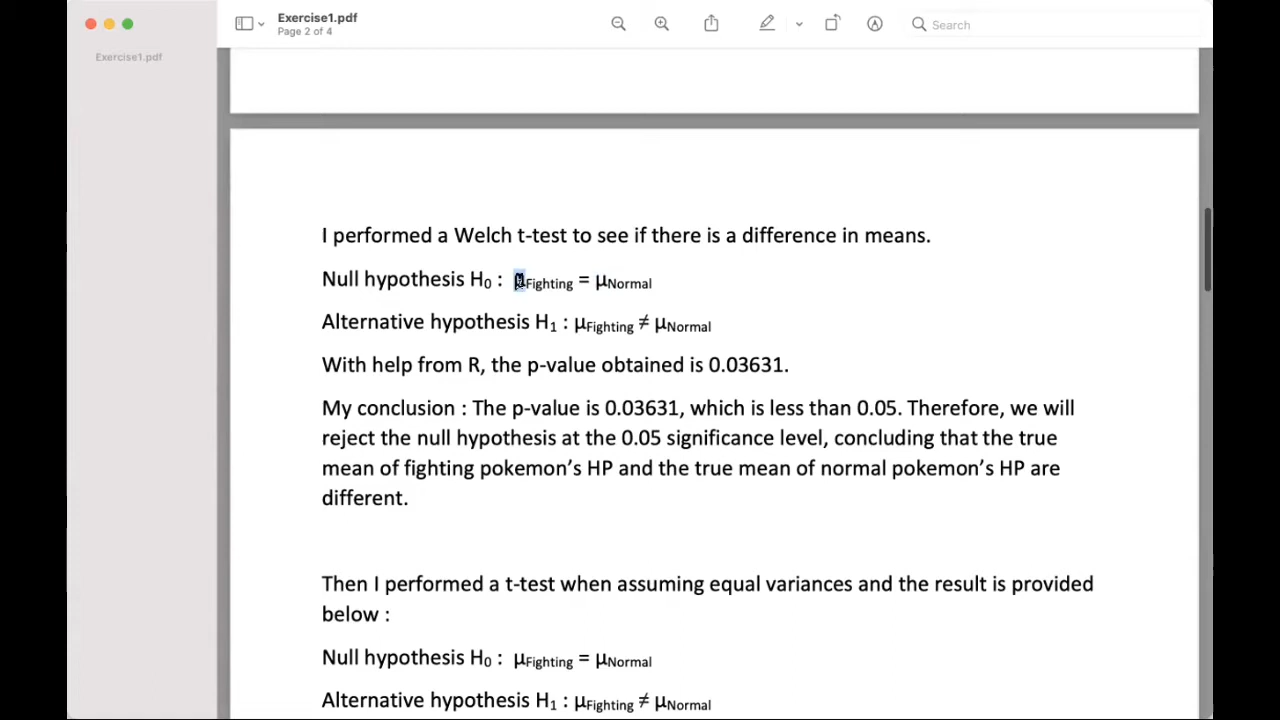 Exercise1.pdf
Page 2 of 4
Search
Exercise1.pdf
I performed a Welch t-test to see if there is a difference in means.
Null hypothesis H₀ : μFighting = μNormal
Alternative hypothesis H₁ : μFighting ≠ μNormal
With help from R, the p-value obtained is 0.03631.
My conclusion : The p-value is 0.03631, which is less than 0.05. Therefore, we will
reject the null hypothesis at the 0.05 significance level, concluding that the true
mean of fighting pokemon’s HP and the true mean of normal pokemon’s HP are
different.
Then I performed a t-test when assuming equal variances and the result is provided
below :
Null hypothesis H₀ : μFighting = μNormal
Alternative hypothesis H₁ : μFighting ≠ μNormal